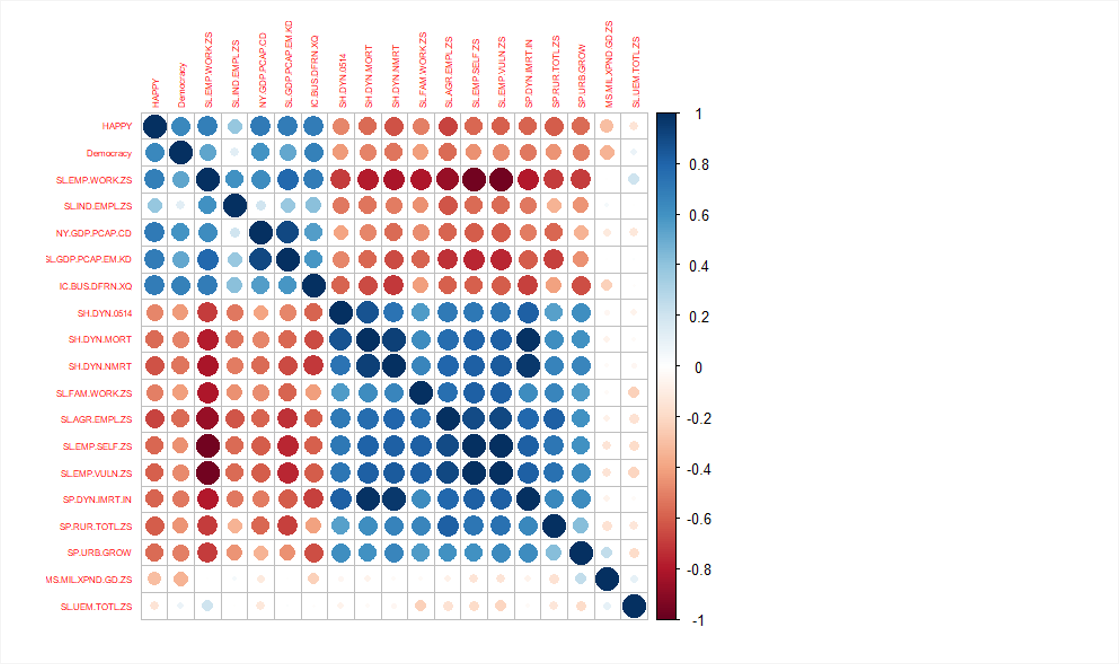 HAPPY
Democracy
SL.EMP.WORK.ZS
SL.IND.EMPL.ZS
NY.GDP.PCAP.CD
SL.GDP.PCAP.EM.KD
IC.BUS.DFRN.XQ
SH.DYN.0514
SH.DYN.MORT
SH.DYN.NMRT
SL.FAM.WORK.ZS
SL.AGR.EMPL.ZS
SL.EMP.SELF.ZS
SL.EMP.VULN.ZS
SP.DYN.IMRT.IN
SP.RUR.TOTL.ZS
SP.URB.GROW
MS.MIL.XPND.GD.ZS
SL.UEM.TOTL.ZS
HAPPY
Democracy
SL.EMP.WORK.ZS
SL.IND.EMPL.ZS
NY.GDP.PCAP.CD
SL.GDP.PCAP.EM.KD
IC.BUS.DFRN.XQ
SH.DYN.0514
SH.DYN.MORT
SH.DYN.NMRT
SL.FAM.WORK.ZS
SL.AGR.EMPL.ZS
SL.EMP.SELF.ZS
SL.EMP.VULN.ZS
SP.DYN.IMRT.IN
SP.RUR.TOTL.ZS
SP.URB.GROW
MS.MIL.XPND.GD.ZS
SL.UEM.TOTL.ZS
1
0.8
0.6
0.4
0.2
0
-0.2
-0.4
-0.6
-0.8
-1